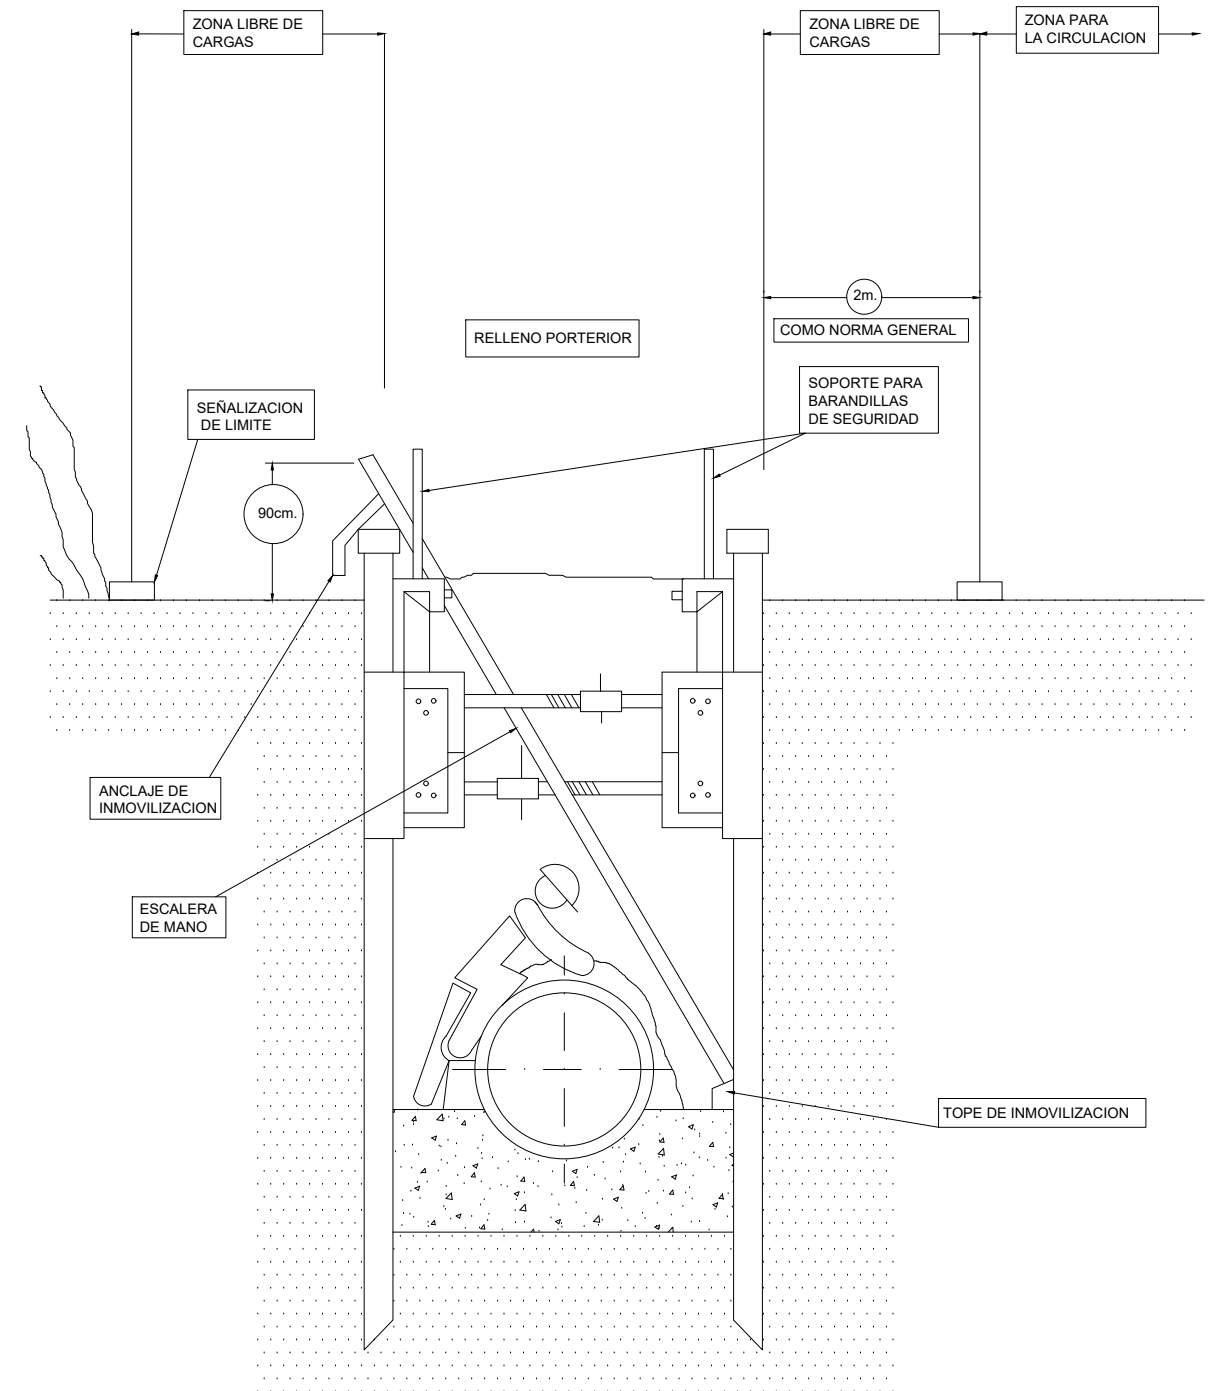 ZONA LIBRE DE
CARGAS
ZONA LIBRE DE
CARGAS
ZONA PARA
LA CIRCULACION
2m.
COMO NORMA GENERAL
RELLENO PORTERIOR
SOPORTE PARA
BARANDILLAS
DE SEGURIDAD
SEÑALIZACION
DE LIMITE
90cm.
ANCLAJE DE
INMOVILIZACION
ESCALERA
DE MANO
TOPE DE INMOVILIZACION